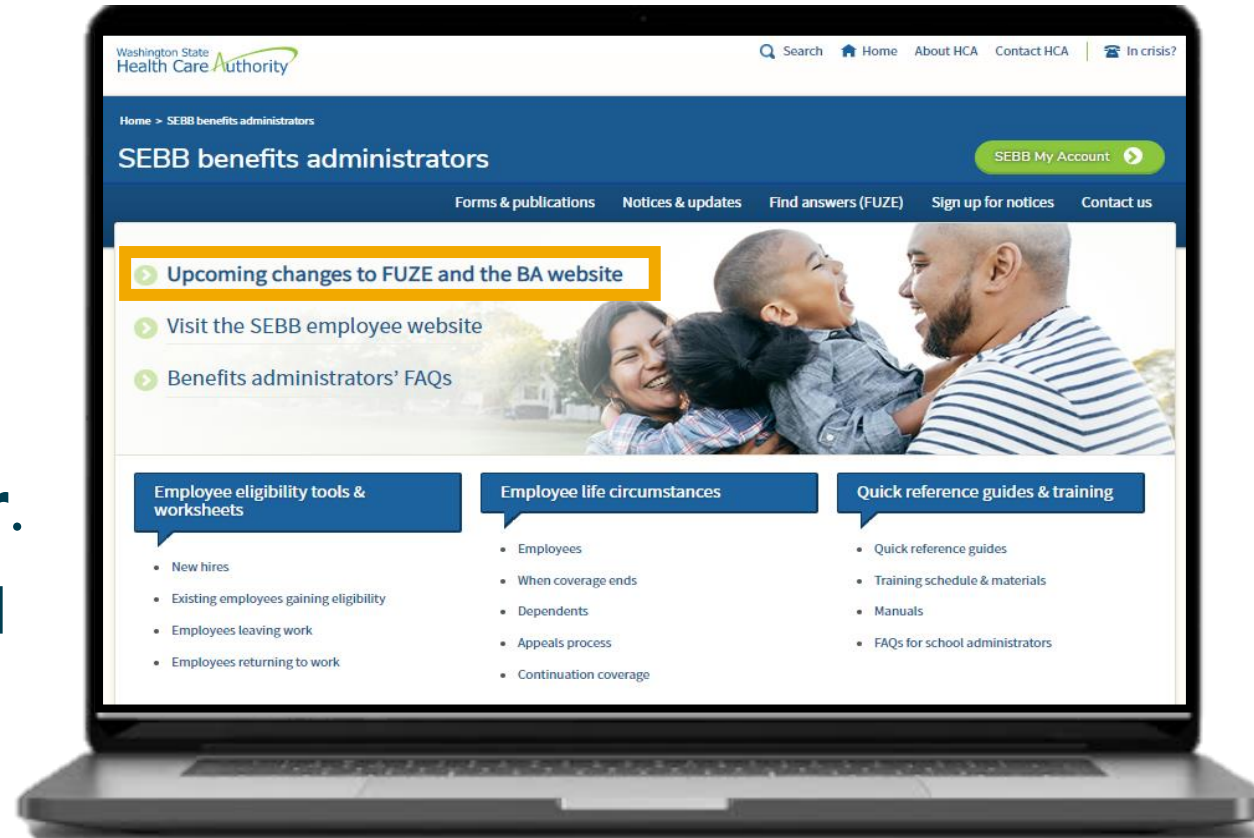 Washington State
Health Care Authority
Search Home About HCA Contact HCA In crisis?
Home > SEBB benefits administrators
SEBB benefits administrators
SEBB My Account
Forms & publications Notices & updates Find answers (FUZE) Sign up for notices Contact us
Upcoming changes to FUZE and the BA website
Visit the SEBB employee website
Benefits administrators’ FAQs
Employee eligibility tools & worksheets
New hires
Existing employees gaining eligibility
Employees leaving work
Employees returning to work
Employee life circumstances
Employees
When coverage ends
Dependents
Appeals process
Continuation coverage
Quick reference guides & training
Quick reference guides
Training schedule & materials
Manuals
FAQs for school administrators